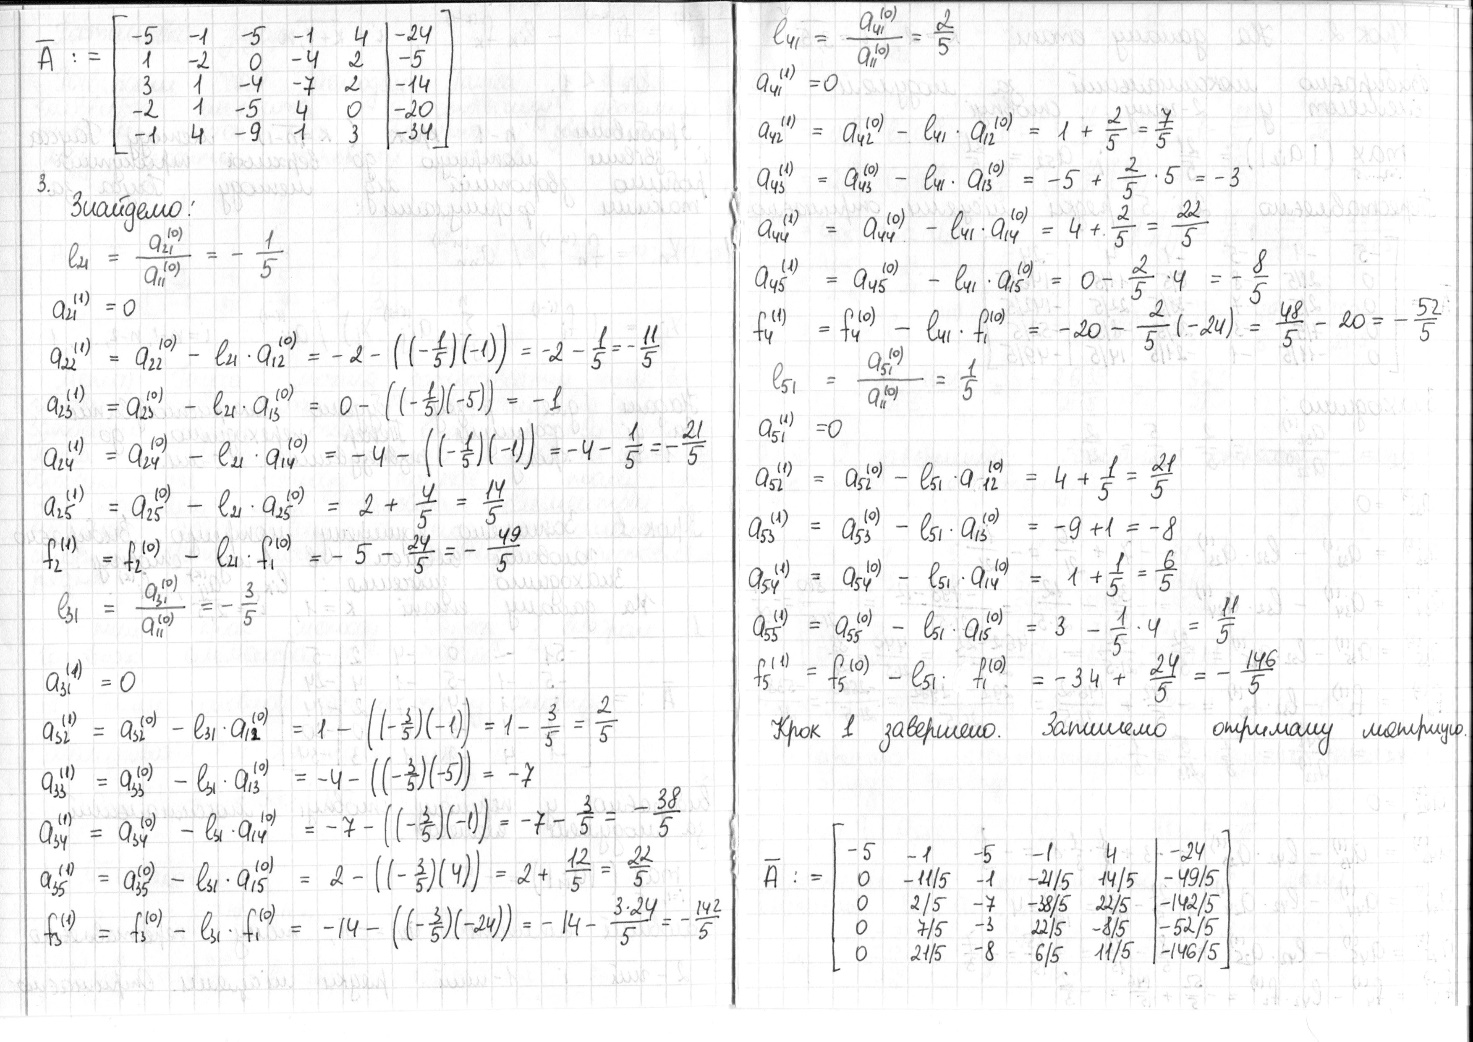 Ā := [ -5 -1 -5 -1 4 | -24
1 -2 0 -4 2 | -5
3 1 -4 -7 2 | -14
-2 1 -5 4 0 | -20
-1 4 -9 1 3 | -34 ]
3.
Знайдемо:
l₂₁ = a₂₁⁽⁰⁾/a₁₁⁽⁰⁾ = - 1/5
a₂₁⁽¹⁾ = 0
a₂₂⁽¹⁾ = a₂₂⁽⁰⁾ - l₂₁·a₁₂⁽⁰⁾ = -2 - ((-1/5)(-1)) = -2 - 1/5 = -11/5
a₂₃⁽¹⁾ = a₂₃⁽⁰⁾ - l₂₁·a₁₃⁽⁰⁾ = 0 - ((-1/5)(-5)) = -1
a₂₄⁽¹⁾ = a₂₄⁽⁰⁾ - l₂₁·a₁₄⁽⁰⁾ = -4 - ((-1/5)(-1)) = -4 - 1/5 = -21/5
a₂₅⁽¹⁾ = a₂₅⁽⁰⁾ - l₂₁·a₂₅⁽⁰⁾ = 2 + 4/5 = 14/5
f₂⁽¹⁾ = f₂⁽⁰⁾ - l₂₁·f₁⁽⁰⁾ = -5 - 24/5 = - 49/5
l₃₁ = a₃₁⁽⁰⁾/a₁₁⁽⁰⁾ = - 3/5
a₃₁⁽¹⁾ = 0
a₃₂⁽¹⁾ = a₃₂⁽⁰⁾ - l₃₁·a₁₂⁽⁰⁾ = 1 - ((-3/5)(-1)) = 1 - 3/5 = 2/5
a₃₃⁽¹⁾ = a₃₃⁽⁰⁾ - l₃₁·a₁₃⁽⁰⁾ = -4 - ((-3/5)(-5)) = -7
a₃₄⁽¹⁾ = a₃₄⁽⁰⁾ - l₃₁·a₁₄⁽⁰⁾ = -7 - ((-3/5)(-1)) = -7 - 3/5 = -38/5
a₃₅⁽¹⁾ = a₃₅⁽⁰⁾ - l₃₁·a₁₅⁽⁰⁾ = 2 - ((-3/5)(4)) = 2 + 12/5 = 22/5
f₃⁽¹⁾ = f₃⁽⁰⁾ - l₃₁·f₁⁽⁰⁾ = -14 - ((-3/5)(-24)) = -14 - 3·24/5 = -142/5
l₄₁ = a₄₁⁽⁰⁾/a₁₁⁽⁰⁾ = 2/5
a₄₁⁽¹⁾ = 0
a₄₂⁽¹⁾ = a₄₂⁽⁰⁾ - l₄₁·a₁₂⁽⁰⁾ = 1 + 2/5 = 7/5
a₄₃⁽¹⁾ = a₄₃⁽⁰⁾ - l₄₁·a₁₃⁽⁰⁾ = -5 + 2/5·5 = -3
a₄₄⁽¹⁾ = a₄₄⁽⁰⁾ - l₄₁·a₁₄⁽⁰⁾ = 4 + 2/5 = 22/5
a₄₅⁽¹⁾ = a₄₅⁽⁰⁾ - l₄₁·a₁₅⁽⁰⁾ = 0 - 2/5·4 = -8/5
f₄⁽¹⁾ = f₄⁽⁰⁾ - l₄₁·f₁⁽⁰⁾ = -20 - 2/5(-24) = 48/5 - 20 = -52/5
l₅₁ = a₅₁⁽⁰⁾/a₁₁⁽⁰⁾ = 1/5
a₅₁⁽¹⁾ = 0
a₅₂⁽¹⁾ = a₅₂⁽⁰⁾ - l₅₁·a₁₂⁽⁰⁾ = 4 + 1/5 = 21/5
a₅₃⁽¹⁾ = a₅₃⁽⁰⁾ - l₅₁·a₁₃⁽⁰⁾ = -9 + 1 = -8
a₅₄⁽¹⁾ = a₅₄⁽⁰⁾ - l₅₁·a₁₄⁽⁰⁾ = 1 + 1/5 = 6/5
a₅₅⁽¹⁾ = a₅₅⁽⁰⁾ - l₅₁·a₁₅⁽⁰⁾ = 3 - 1/5·4 = 11/5
f₅⁽¹⁾ = f₅⁽⁰⁾ - l₅₁·f₁⁽⁰⁾ = -34 + 24/5 = - 146/5
Крок 1 завершено. Запишемо отриману матрицю.
Ā := [ -5 -1 -5 -1 4 | -24
0 -11/5 -1 -21/5 14/5 | -49/5
0 2/5 -7 -38/5 22/5 | -142/5
0 7/5 -3 22/5 -8/5 | -52/5
0 21/5 -8 6/5 11/5 | -146/5 ]